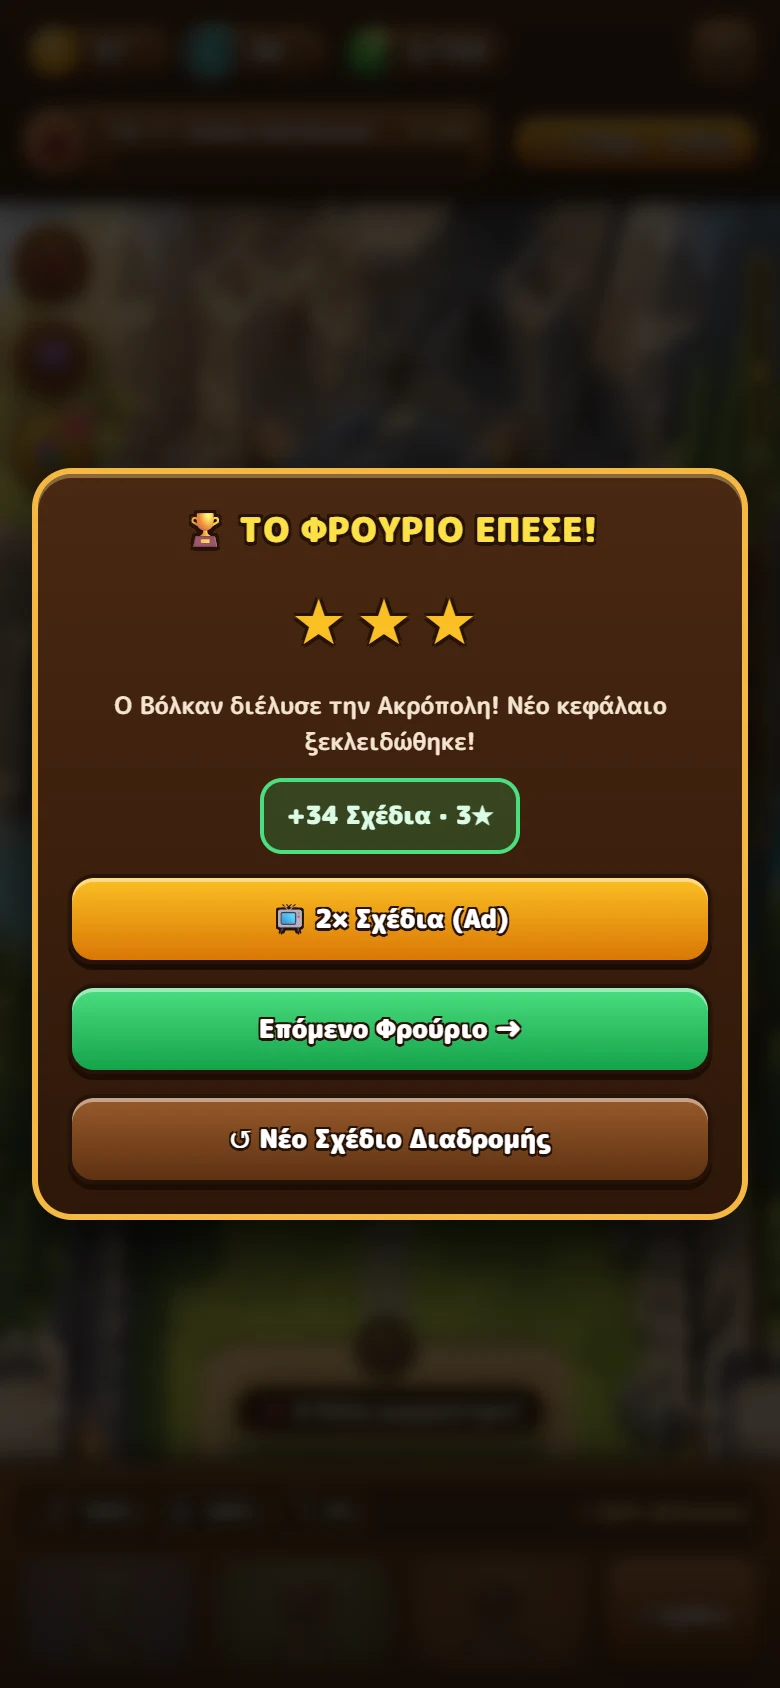 🏆 ΤΟ ΦΡΟΥΡΙΟ ΕΠΕΣΕ!
★ ★ ★
Ο Βόλκαν διέλυσε την Ακρόπολη! Νέο κεφάλαιο
ξεκλειδώθηκε!
+34 Σχέδια · 3★
📺 2× Σχέδια (Ad)
Επόμενο Φρούριο →
↺ Νέο Σχέδιο Διαδρομής